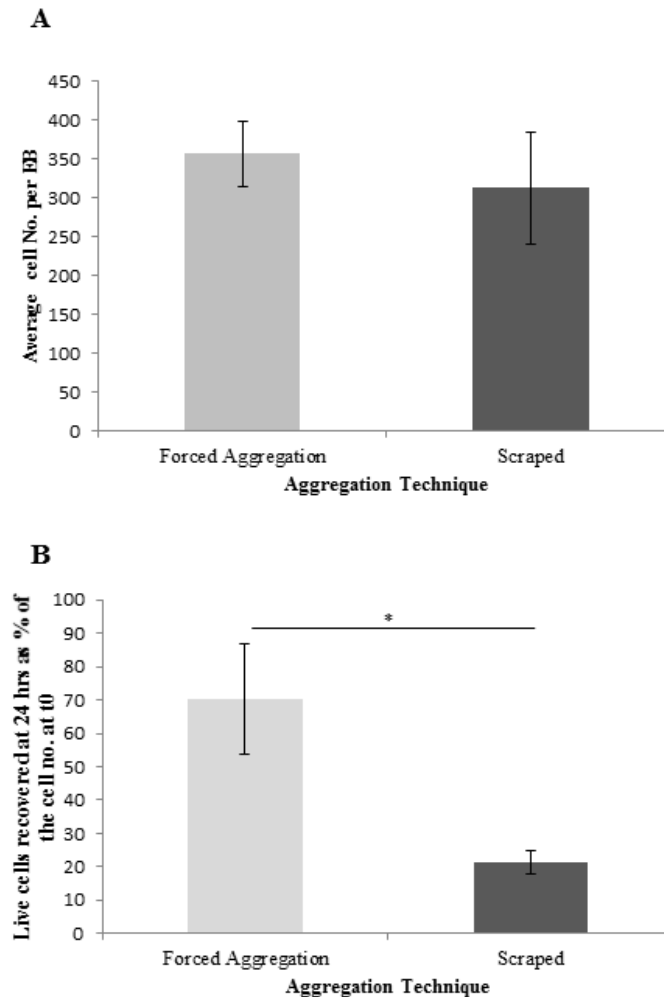 A
450
400
350
300
250
200
150
100
50
0
Average cell No. per EB
Forced Aggregation
Scraped
Aggregation Technique
B
100
90
80
70
60
50
40
30
20
10
0
Live cells recovered at 24 hrs as % of
the cell no. at t0
*
Forced Aggregation
Scraped
Aggregation Technique